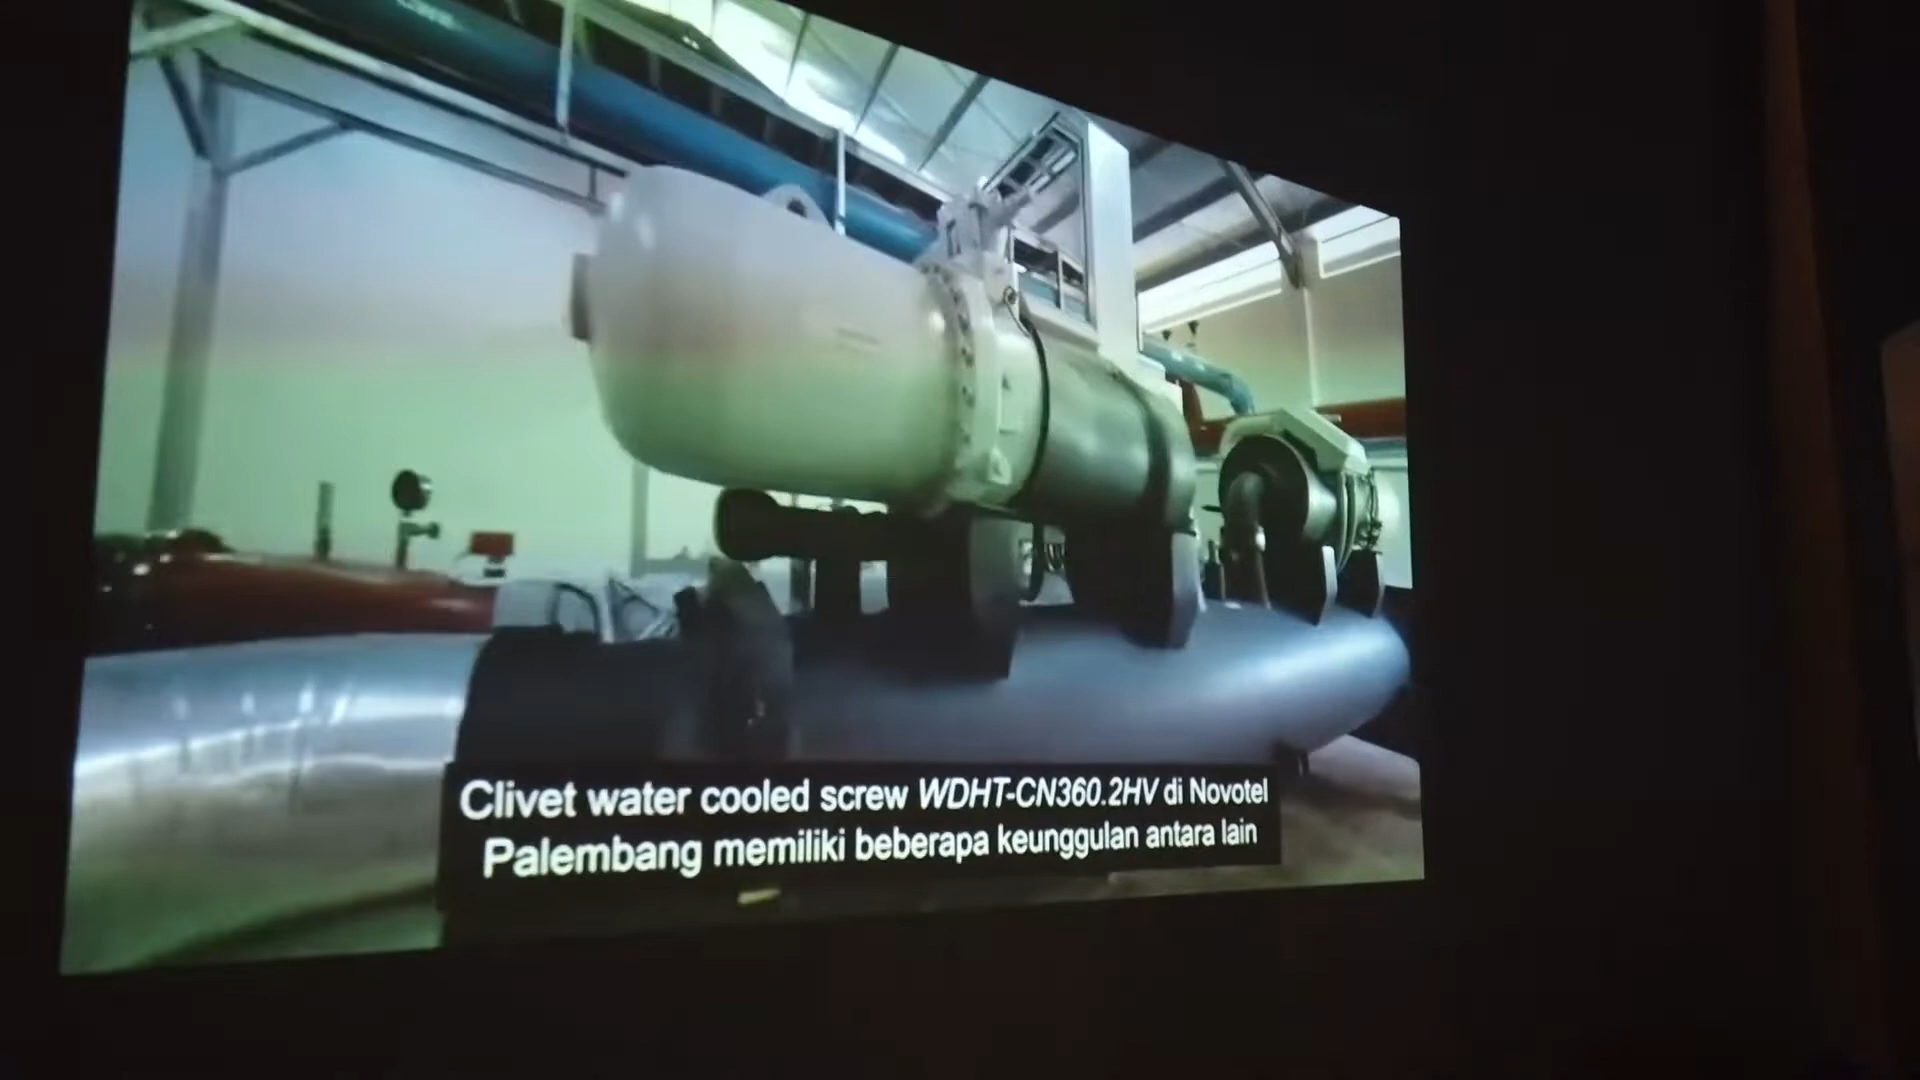 Clivet water cooled screw WDHT-CN360.2HV di Novotel
Palembang memiliki beberapa keunggulan antara lain